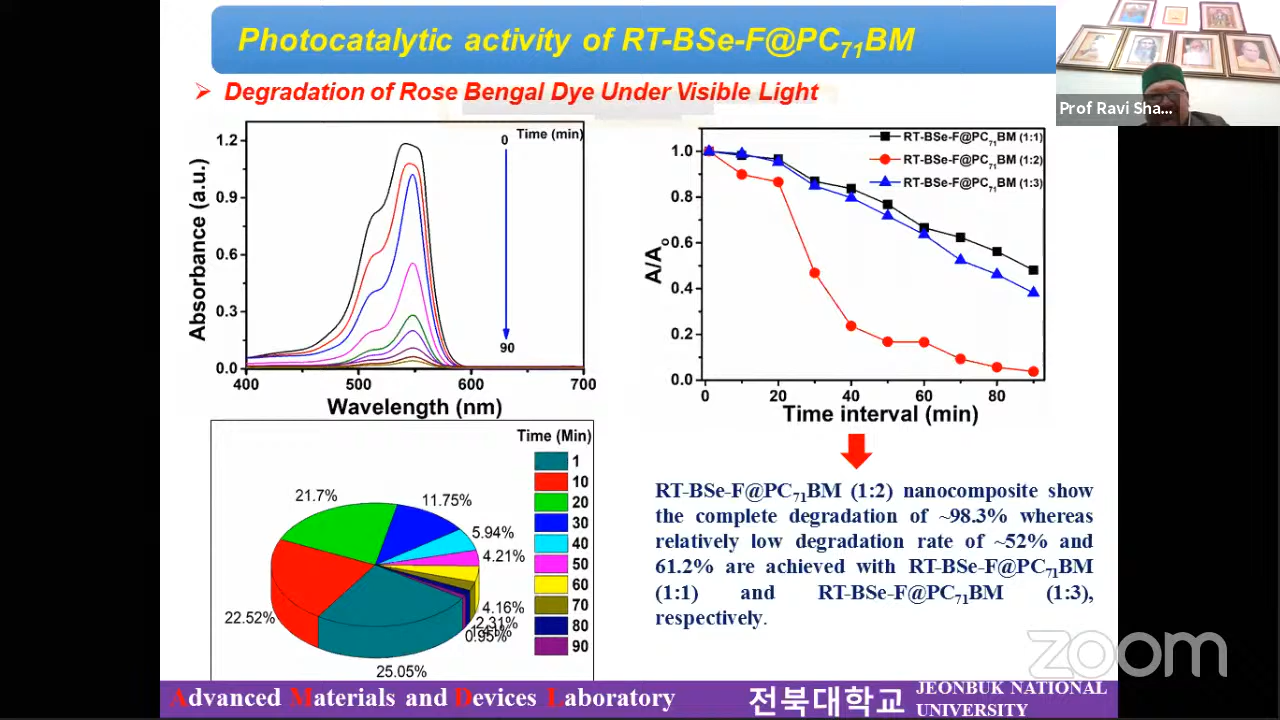 Photocatalytic activity of RT-BSe-F@PC71BM
➢ Degradation of Rose Bengal Dye Under Visible Light
Prof Ravi Sha...
Time (min)
0
90
1.2
0.9
0.6
0.3
0.0
Absorbance (a.u.)
400 500 600 700
Wavelength (nm)
RT-BSe-F@PC71BM (1:1)
RT-BSe-F@PC71BM (1:2)
RT-BSe-F@PC71BM (1:3)
1.0
0.8
0.6
0.4
0.2
0.0
A/Ao
0 20 40 60 80
Time interval (min)
Time (Min)
1
10
20
30
40
50
60
70
80
90
21.7%
11.75%
5.94%
4.21%
4.16%
2.31%
0.95%
22.52%
25.05%
RT-BSe-F@PC71BM (1:2) nanocomposite show
the complete degradation of ~98.3% whereas
relatively low degradation rate of ~52% and
61.2% are achieved with RT-BSe-F@PC71BM
(1:1) and RT-BSe-F@PC71BM (1:3),
respectively.
zoom
Advanced Materials and Devices Laboratory
전북대학교
JEONBUK NATIONAL
UNIVERSITY